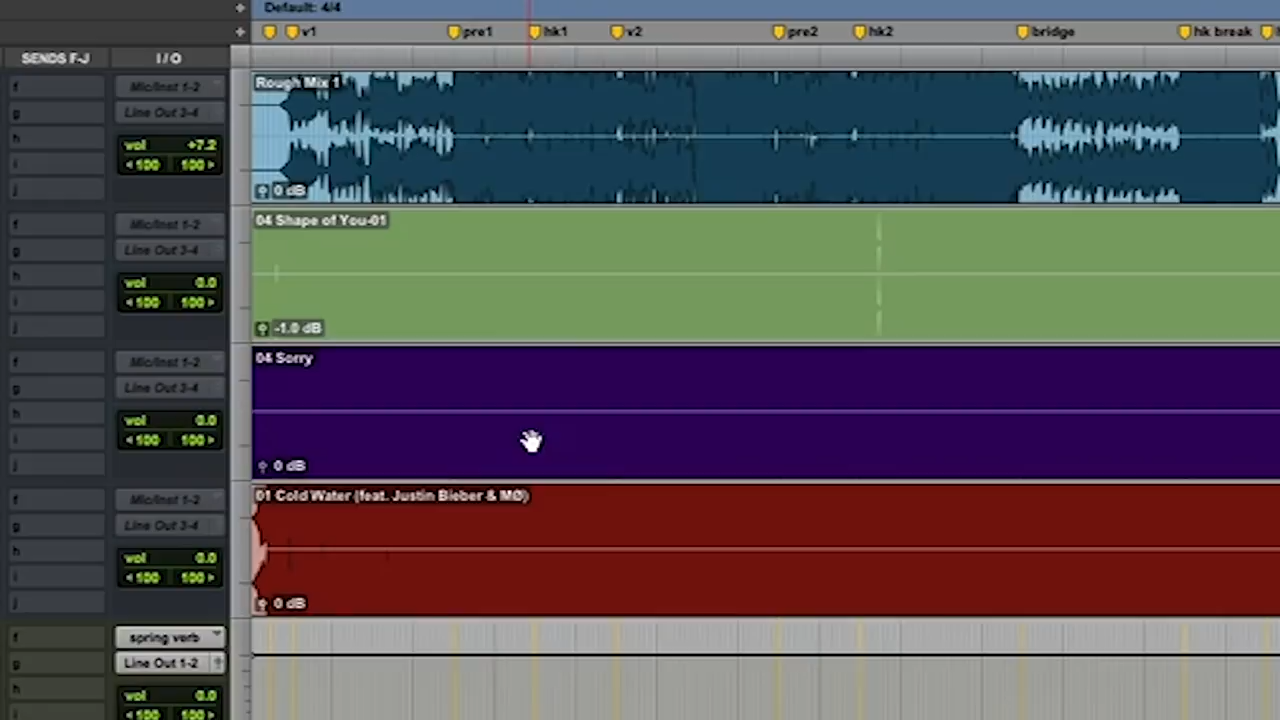 Default: 4/4
v1 pre1 hk1 v2 pre2 hk2 bridge hk break
SENDS F-J I / O
f Mic/Inst 1-2 Rough Mix 1
g Line Out 3-4
h vol +7.2
i 100 100
j 0 dB
f Mic/Inst 1-2 04 Shape of You-01
g Line Out 3-4
h vol 0.0
i 100 100
j -1.0 dB
f Mic/Inst 1-2 04 Sorry
g Line Out 3-4
h vol 0.0
i 100 100
j 0 dB
f Mic/Inst 1-2 01 Cold Water (feat. Justin Bieber & MØ)
g Line Out 3-4
h vol 0.0
i 100 100
j 0 dB
f spring verb
g Line Out 1-2
h vol 0.0
100 100